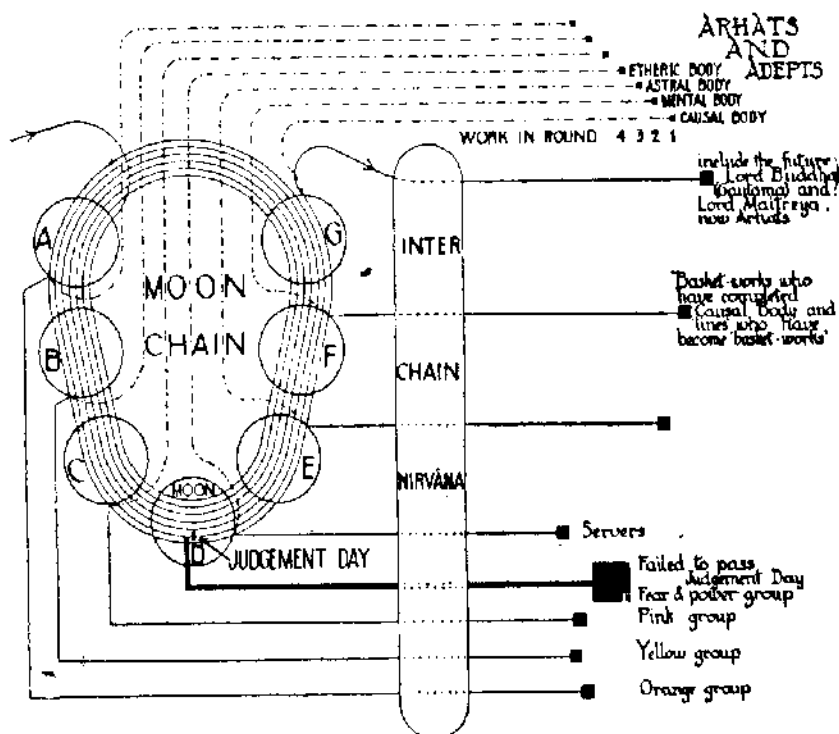 ARHATS
AND
ADEPTS
ETHERIC BODY
ASTRAL BODY
MENTAL BODY
CAUSAL BODY
WORK IN ROUND 4 3 2 1
include the future
Lord Buddha
(Gautama) and
Lord Maitreya,
now Arhats
A
G
INTER
MOON
CHAIN
Basket-works who
have completed
Causal Body and
lines who have
become basket-works
B
F
CHAIN
C
E
NIRVÂNA
MOON
D
JUDGEMENT DAY
Servers
Failed to pass
Judgement Day
Fear & power group
Pink group
Yellow group
Orange group